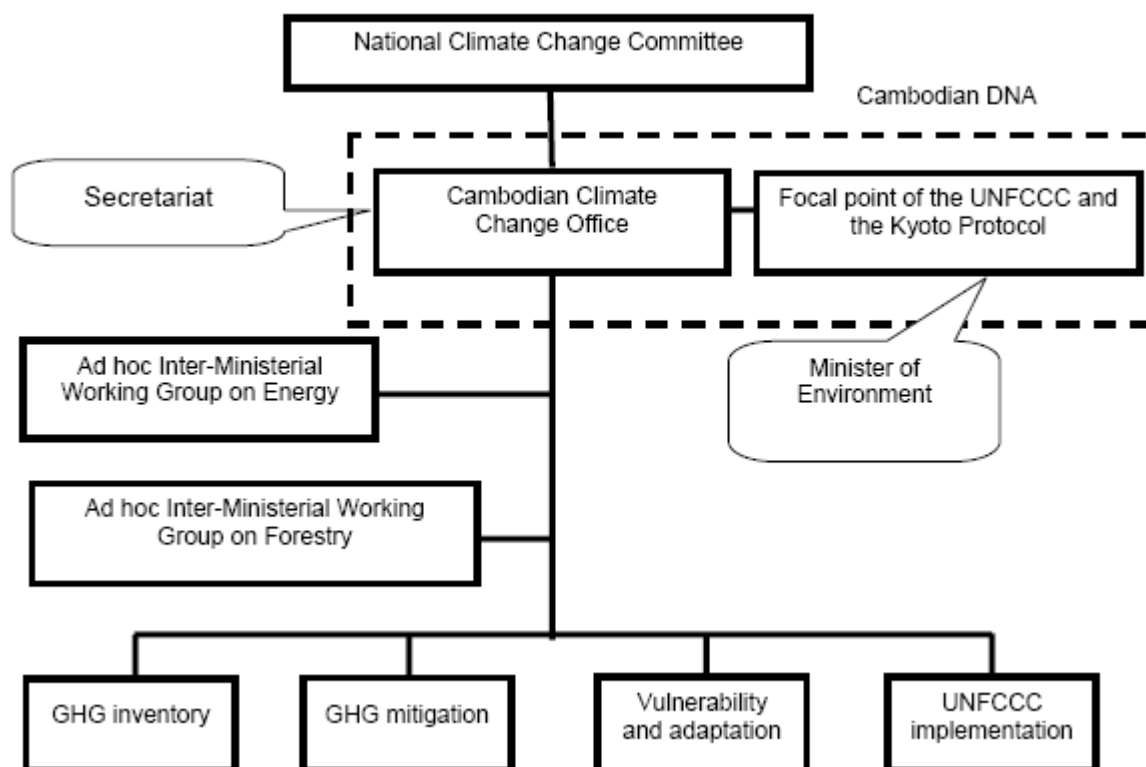 National Climate Change Committee
Cambodian DNA
Secretariat
Cambodian Climate
Change Office
Focal point of the UNFCCC and
the Kyoto Protocol
Ad hoc Inter-Ministerial
Working Group on Energy
Minister of
Environment
Ad hoc Inter-Ministerial Working
Group on Forestry
GHG inventory
GHG mitigation
Vulnerability
and adaptation
UNFCCC
implementation